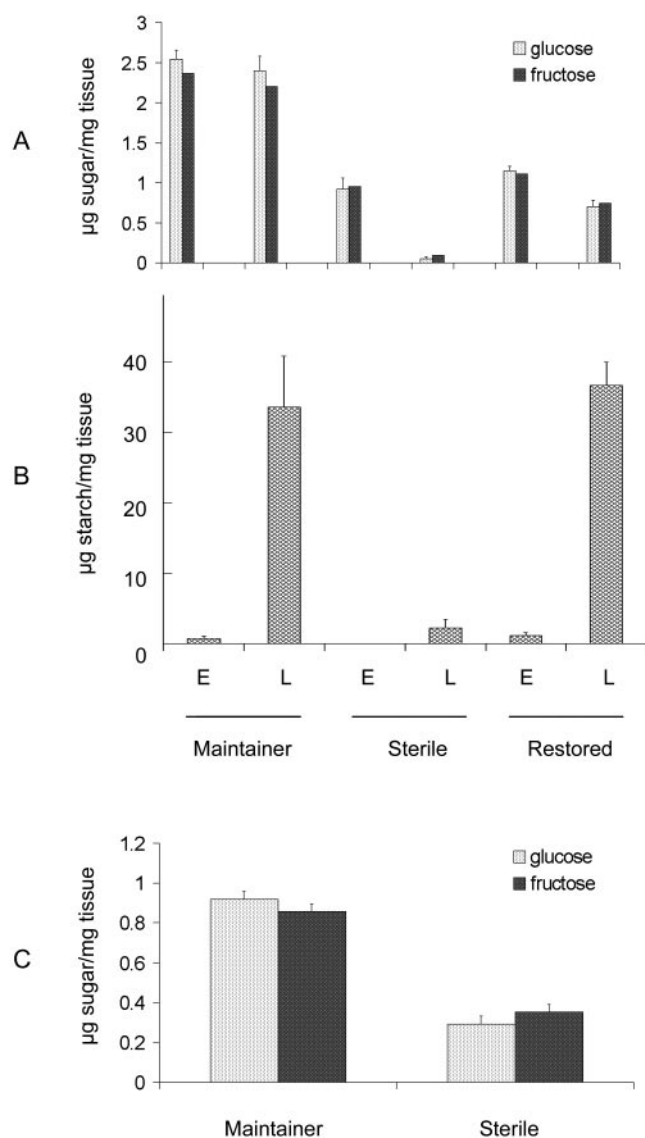 A
µg sugar/mg tissue
3
2.5
2
1.5
1
0.5
0
glucose
fructose
B
µg starch/mg tissue
40
30
20
10
0
E L E L E L
Maintainer Sterile Restored
C
µg sugar/mg tissue
1.2
1
0.8
0.6
0.4
0.2
0
glucose
fructose
Maintainer Sterile